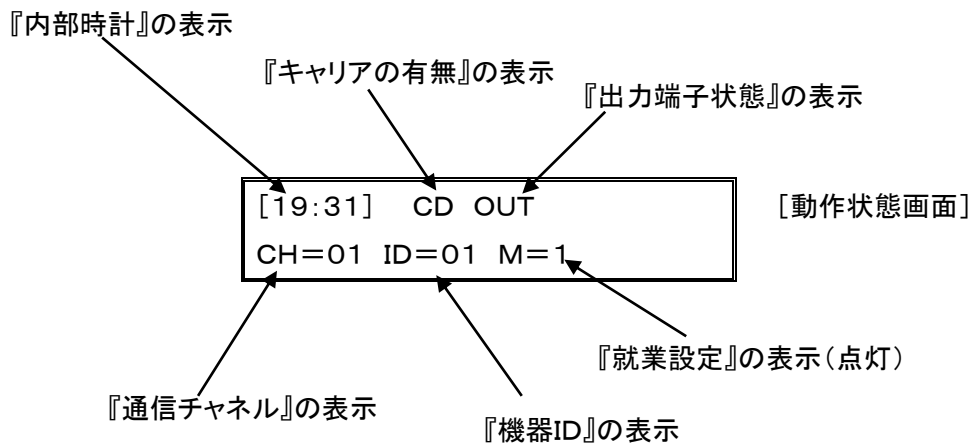 『内部時計』の表示
『キャリアの有無』の表示
『出力端子状態』の表示
[19:31] CD OUT
[動作状態画面]
CH=01 ID=01 M=1
『就業設定』の表示(点灯)
『通信チャネル』の表示
『機器ID』の表示